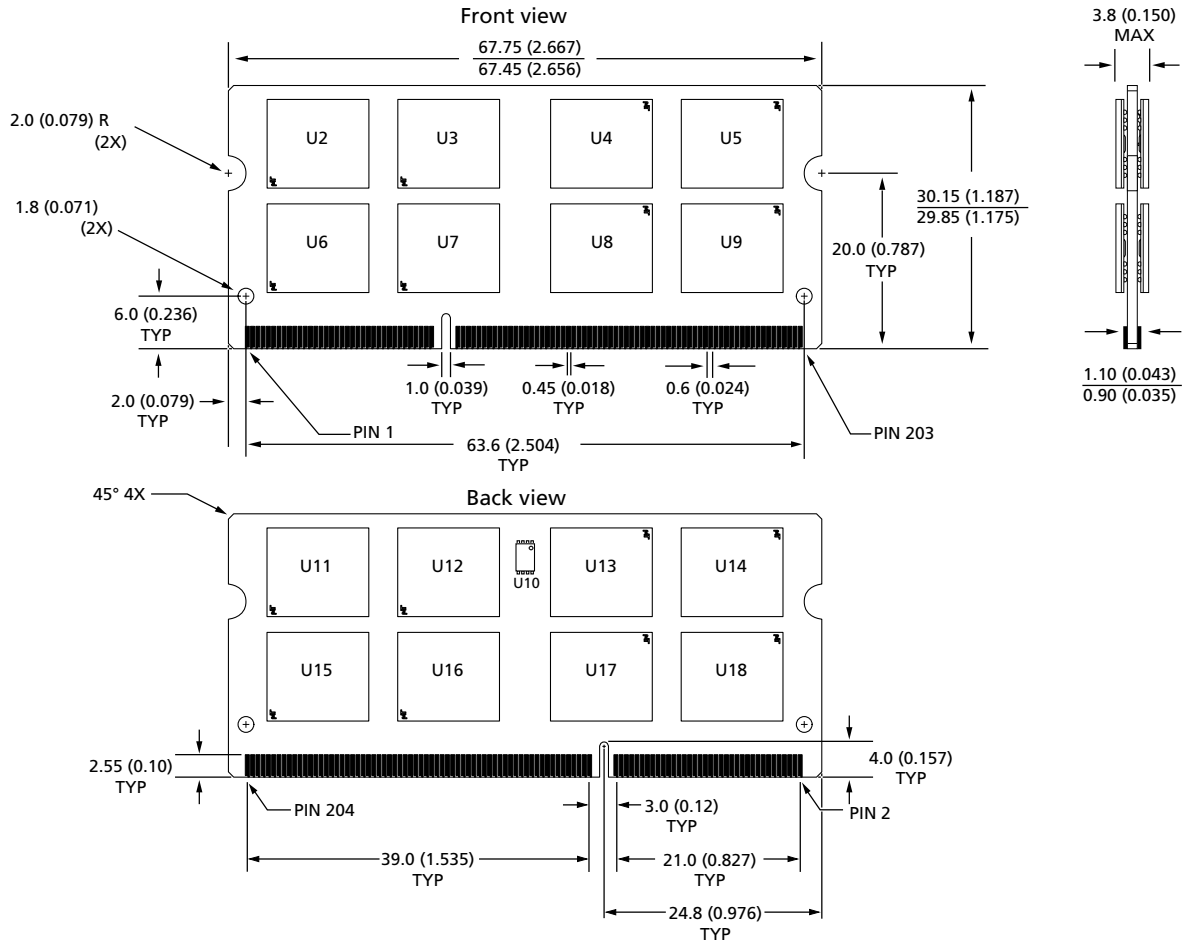 Front view
3.8 (0.150)
MAX
67.75 (2.667)
67.45 (2.656)
2.0 (0.079) R
(2X)
U2
U3
U4
U5
1.8 (0.071)
(2X)
30.15 (1.187)
29.85 (1.175)
U6
U7
U8
U9
20.0 (0.787)
TYP
6.0 (0.236)
TYP
1.10 (0.043)
0.90 (0.035)
1.0 (0.039)
TYP
0.45 (0.018)
TYP
0.6 (0.024)
TYP
2.0 (0.079)
TYP
PIN 1
PIN 203
63.6 (2.504)
TYP
45° 4X
Back view
U11
U12
U10
U13
U14
U15
U16
U17
U18
2.55 (0.10)
TYP
4.0 (0.157)
TYP
PIN 204
3.0 (0.12)
TYP
PIN 2
39.0 (1.535)
TYP
21.0 (0.827)
TYP
24.8 (0.976)
TYP